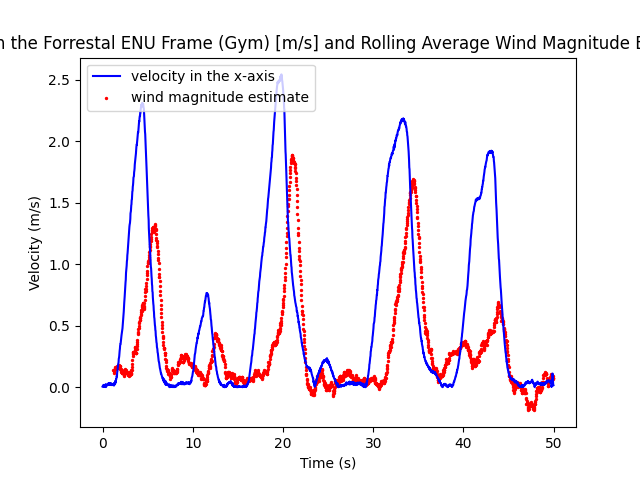 the Forrestal ENU Frame (Gym) [m/s] and Rolling Average Wind Magnitude
velocity in the x-axis
wind magnitude estimate
Velocity (m/s)
2.5
2.0
1.5
1.0
0.5
0.0
0
10
20
30
40
50
Time (s)